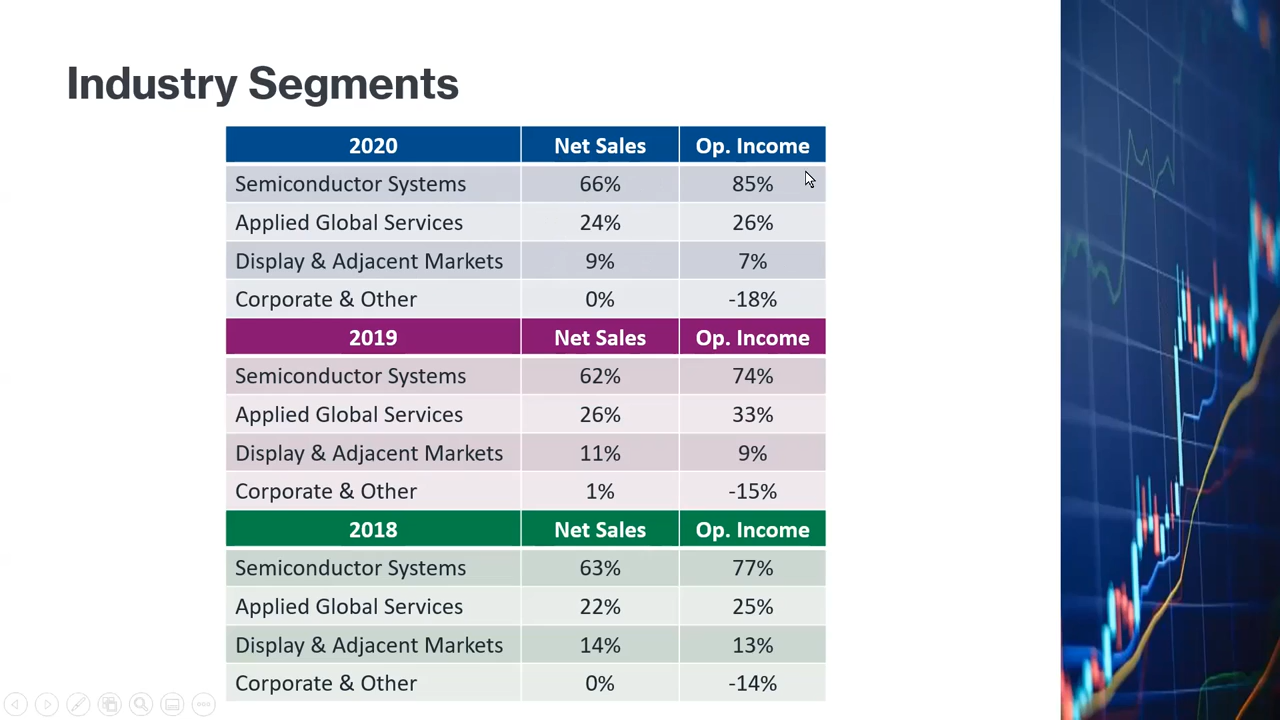 Industry Segments
2020 Net Sales Op. Income
Semiconductor Systems 66% 85%
Applied Global Services 24% 26%
Display & Adjacent Markets 9% 7%
Corporate & Other 0% -18%
2019 Net Sales Op. Income
Semiconductor Systems 62% 74%
Applied Global Services 26% 33%
Display & Adjacent Markets 11% 9%
Corporate & Other 1% -15%
2018 Net Sales Op. Income
Semiconductor Systems 63% 77%
Applied Global Services 22% 25%
Display & Adjacent Markets 14% 13%
Corporate & Other 0% -14%